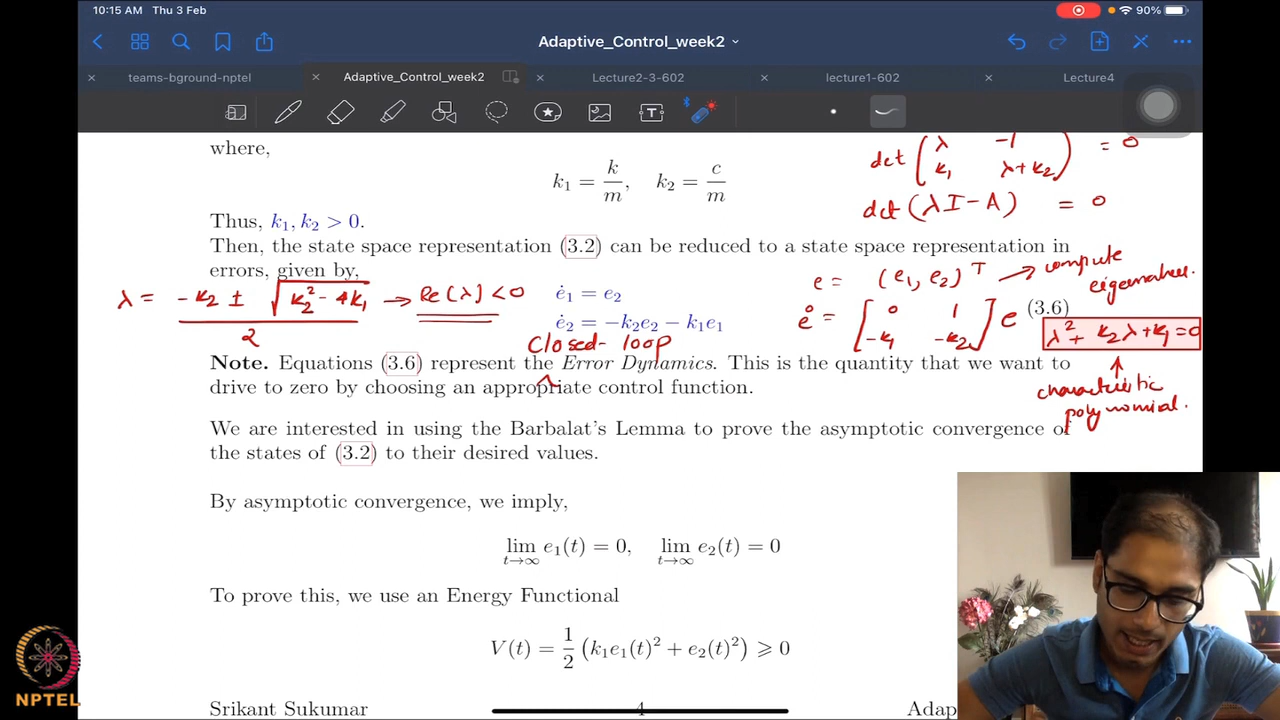 10:15 AM Thu 3 Feb
90%
Adaptive_Control_week2
teams-bground-nptel
Adaptive_Control_week2
Lecture2-3-602
lecture1-602
Lecture4
det ( λ -1
k₁ λ+k₂ ) = 0
det (λI-A) = 0
where,
k₁ = k/m, k₂ = c/m
Thus, k₁, k₂ > 0.
Then, the state space representation (3.2) can be reduced to a state space representation in
errors, given by,
λ = -k₂ ± √(k₂² - 4k₁) / 2 → Re(λ) < 0
ė₁ = e₂
ė₂ = -k₂e₂ - k₁e₁
(3.6)
e = (e₁, e₂)ᵀ → compute
eigenvalues.
ė = [ 0 1
-k₁ -k₂ ] e
λ² + k₂λ + k₁ = 0
↑
characteristic
polynomial.
closed-loop
Note. Equations (3.6) represent the Error Dynamics. This is the quantity that we want to
drive to zero by choosing an appropriate control function.
We are interested in using the Barbalat's Lemma to prove the asymptotic convergence of
the states of (3.2) to their desired values.
By asymptotic convergence, we imply,
lim t→∞ e₁(t) = 0, lim t→∞ e₂(t) = 0
To prove this, we use an Energy Functional
V(t) = 1/2 (k₁e₁(t)² + e₂(t)²) ⩾ 0
Srikant Sukumar
4
Adap
NPTEL